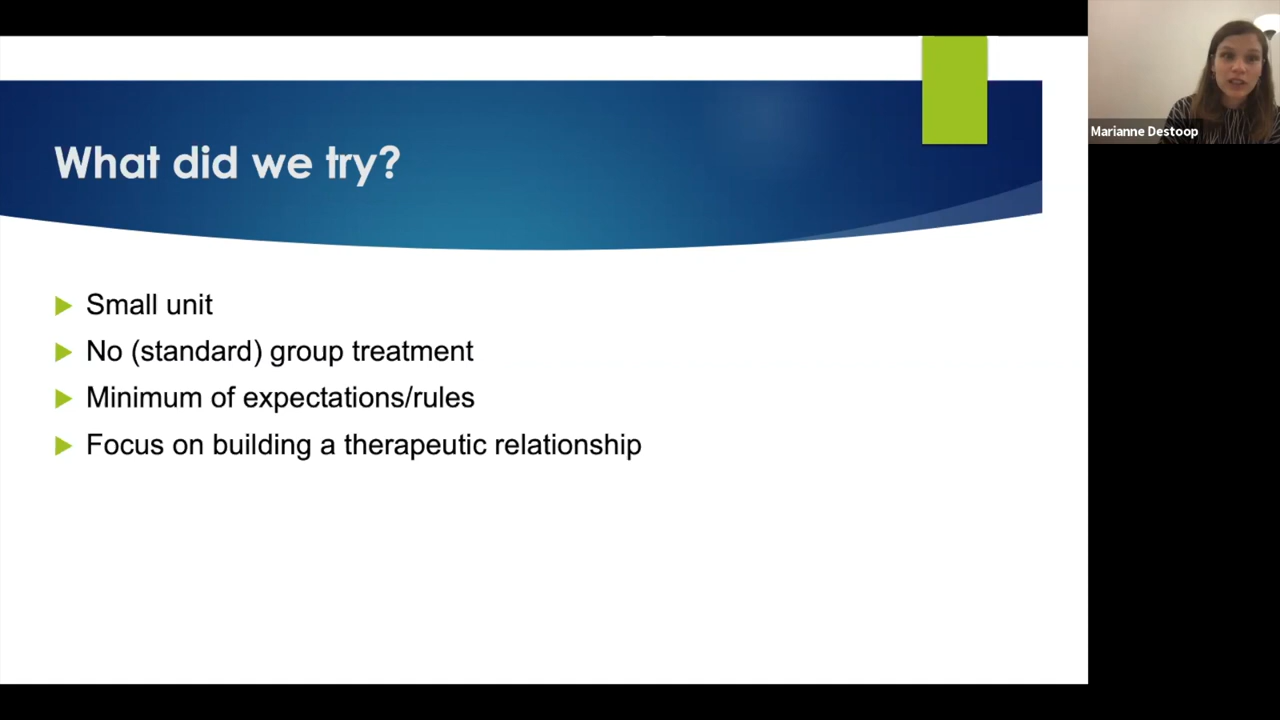 What did we try?
Small unit
No (standard) group treatment
Minimum of expectations/rules
Focus on building a therapeutic relationship
Marianne Destoop